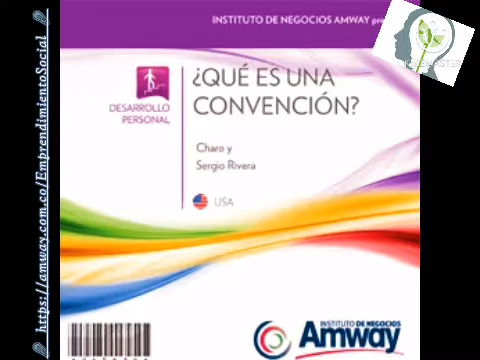 INSTITUTO DE NEGOCIOS AMWAY
¿QUÉ ES UNA
CONVENCIÓN?
DESARROLLO
PERSONAL
Charo y
Sergio Rivera
USA
INSTITUTO DE NEGOCIOS
Amway
https://amway.com.co/EmprendimientoSocial